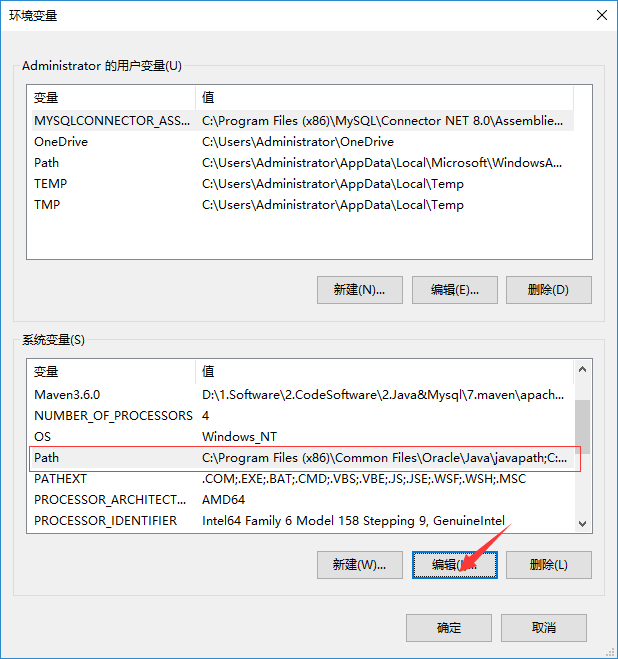 环境变量
Administrator 的用户变量(U)
变量 值
MYSQLCONNECTOR_ASS... C:\Program Files (x86)\MySQL\Connector NET 8.0\Assemblie...
OneDrive C:\Users\Administrator\OneDrive
Path C:\Users\Administrator\AppData\Local\Microsoft\WindowsA...
TEMP C:\Users\Administrator\AppData\Local\Temp
TMP C:\Users\Administrator\AppData\Local\Temp
新建(N)... 编辑(E)... 删除(D)
系统变量(S)
变量 值
Maven3.6.0 D:\1.Software\2.CodeSoftware\2.Java&Mysql\7.maven\apach...
NUMBER_OF_PROCESSORS 4
OS Windows_NT
Path C:\Program Files (x86)\Common Files\Oracle\Java\javapath;C:...
PATHEXT .COM;.EXE;.BAT;.CMD;.VBS;.VBE;.JS;.JSE;.WSF;.WSH;.MSC
PROCESSOR_ARCHITECT... AMD64
PROCESSOR_IDENTIFIER Intel64 Family 6 Model 158 Stepping 9, GenuineIntel
新建(W)... 编辑( 删除(L)
确定 取消